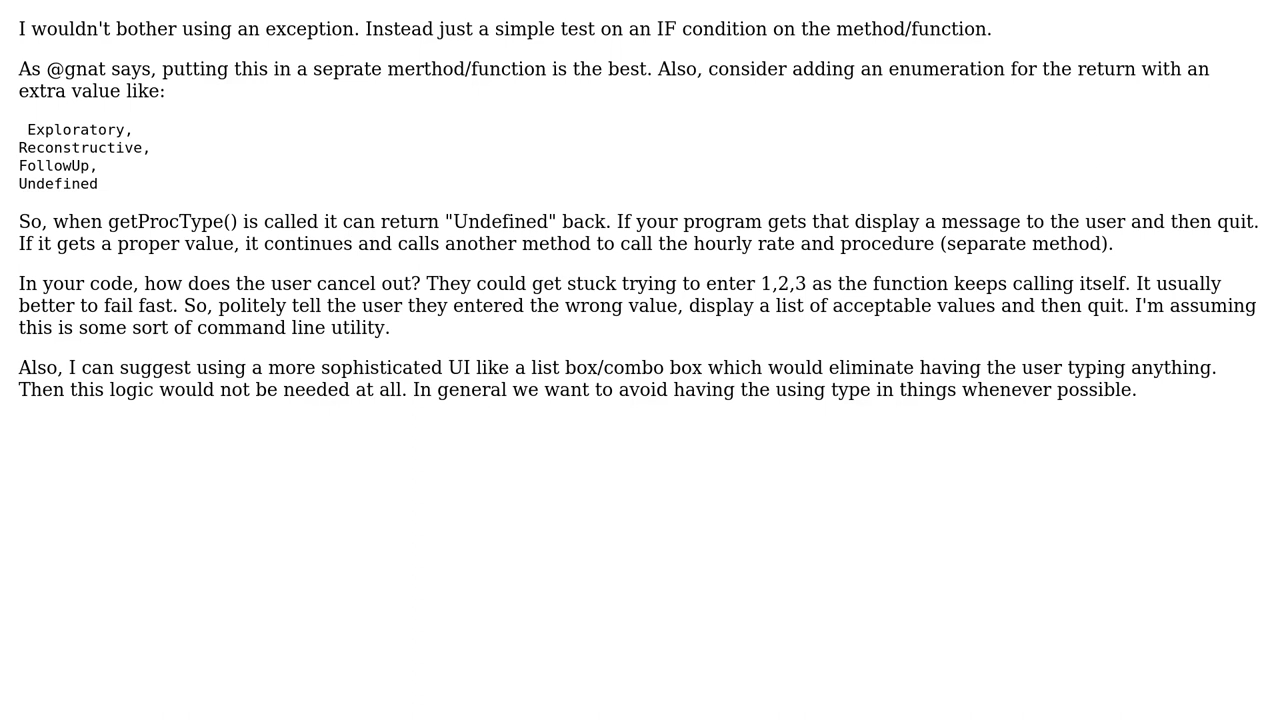 I wouldn't bother using an exception. Instead just a simple test on an IF condition on the method/function.
As @gnat says, putting this in a seprate merthod/function is the best. Also, consider adding an enumeration for the return with an
extra value like:
Exploratory,
Reconstructive,
FollowUp,
Undefined
So, when getProcType() is called it can return "Undefined" back. If your program gets that display a message to the user and then quit.
If it gets a proper value, it continues and calls another method to call the hourly rate and procedure (separate method).
In your code, how does the user cancel out? They could get stuck trying to enter 1,2,3 as the function keeps calling itself. It usually
better to fail fast. So, politely tell the user they entered the wrong value, display a list of acceptable values and then quit. I'm assuming
this is some sort of command line utility.
Also, I can suggest using a more sophisticated UI like a list box/combo box which would eliminate having the user typing anything.
Then this logic would not be needed at all. In general we want to avoid having the using type in things whenever possible.